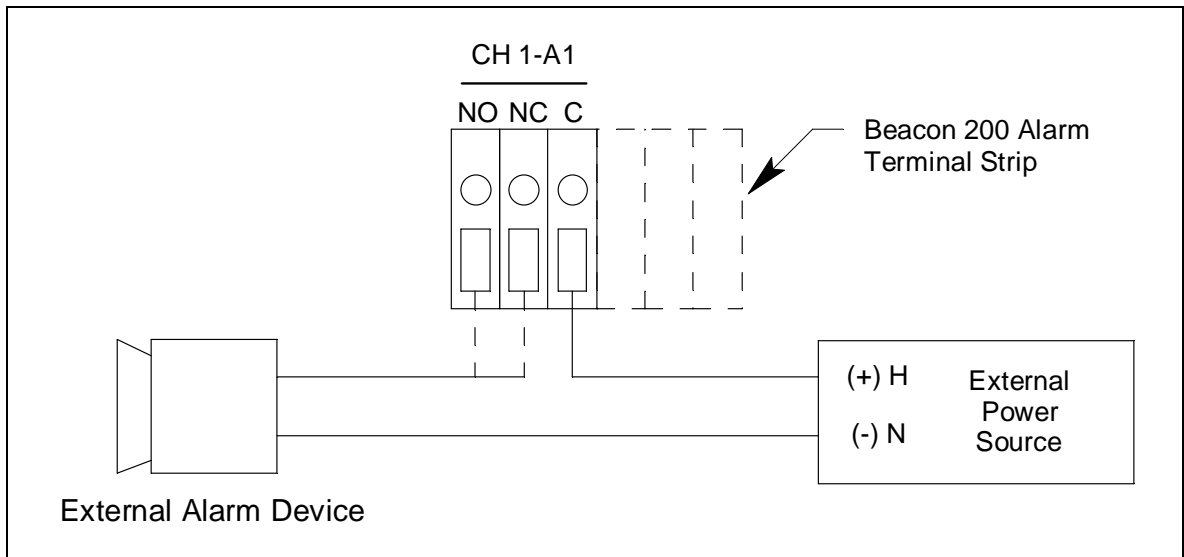 CH 1-A1
NO NC C
Beacon 200 Alarm
Terminal Strip
(+) H
(-) N
External
Power
Source
External Alarm Device